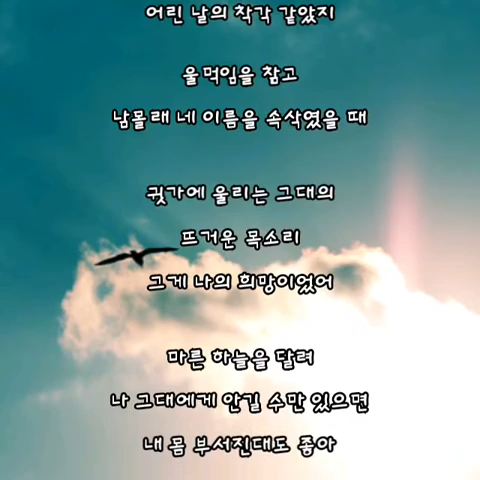 어린 날의 착각 같았지
울먹임을 참고
남몰래 네 이름을 속삭였을 때
귓가에 울리는 그대의
뜨거운 목소리
그게 나의 희망이었어
마른 하늘을 달려
나 그대에게 안길 수만 있으면
내 몸 부서진대도 좋아